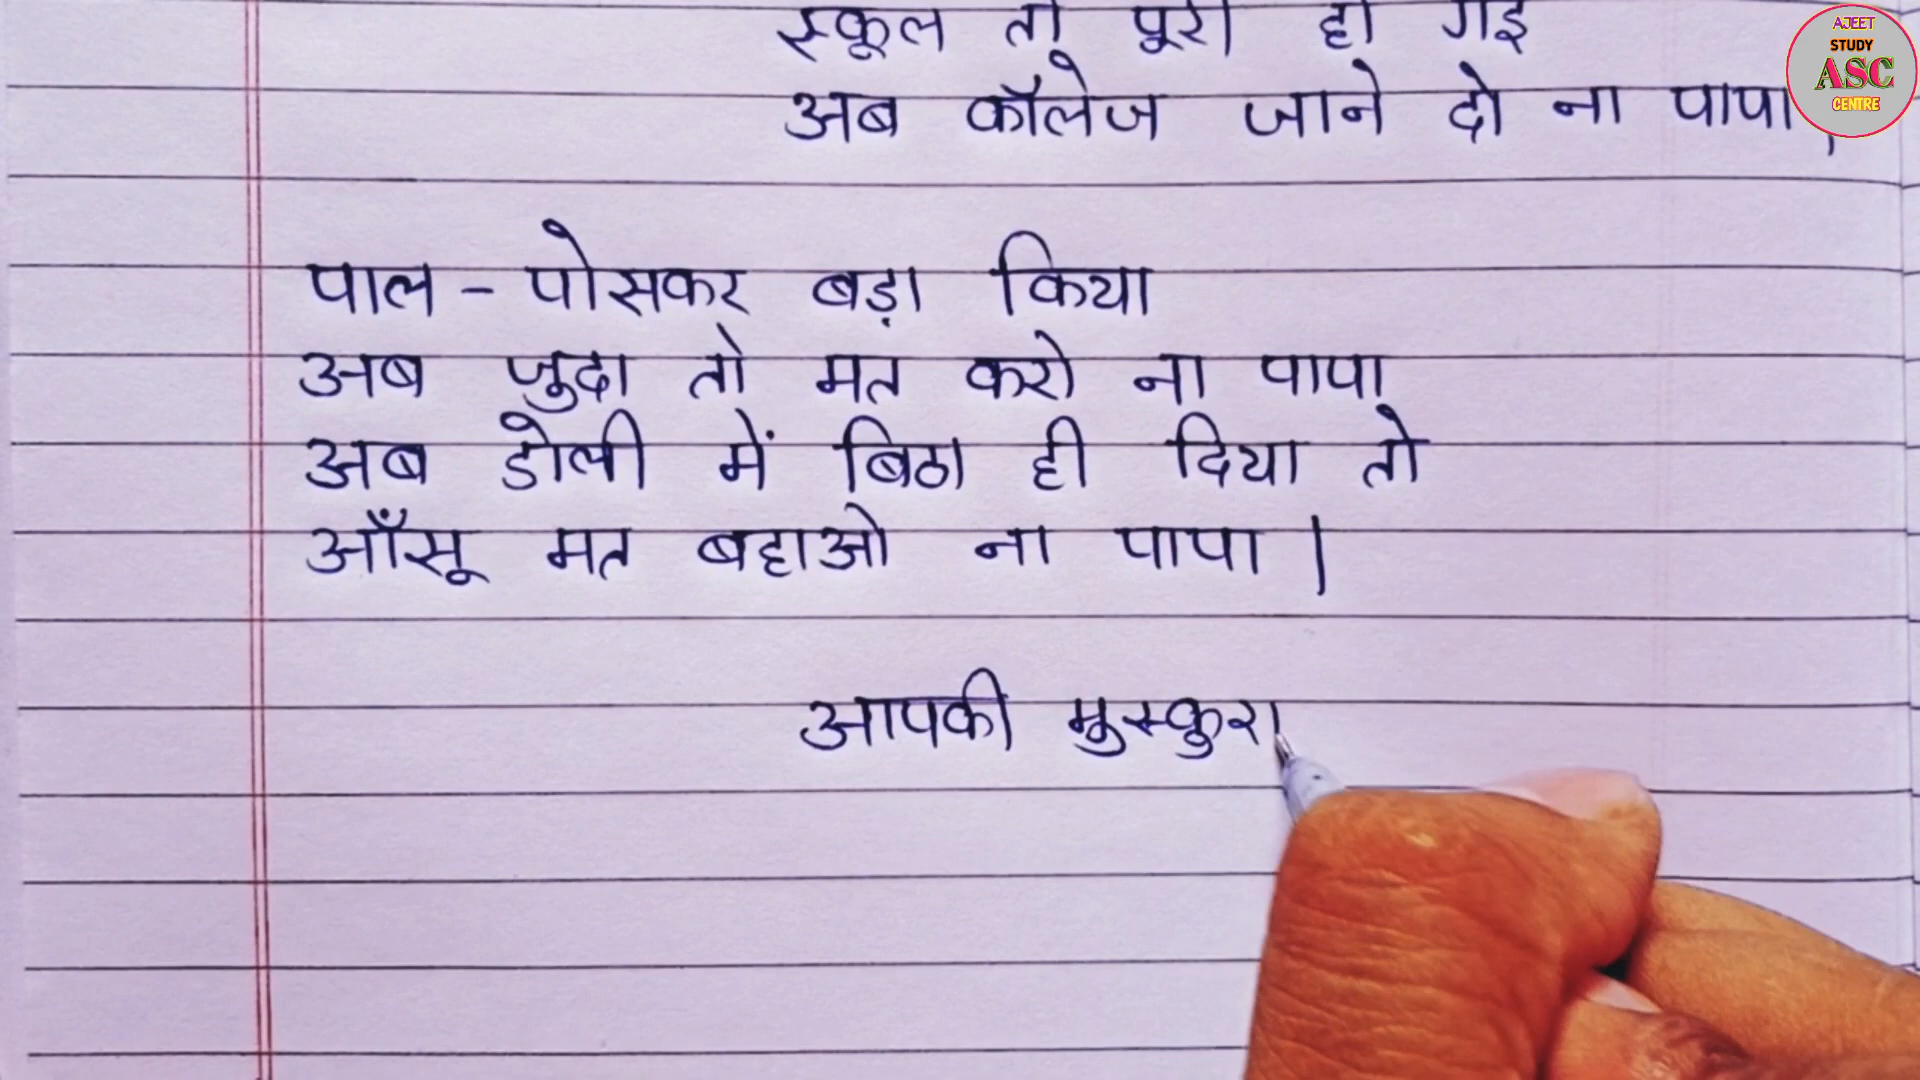 स्कूल तो पूरी हो गई
अब कॉलेज जाने दो ना पापा।
पाल - पोसकर बड़ा किया
अब जुदा तो मत करो ना पापा
अब डोली में बिठा ही दिया तो
आँसू मत बहाओ ना पापा।
आपकी मुस्कुरा
AJEET
STUDY
ASC
CENTRE